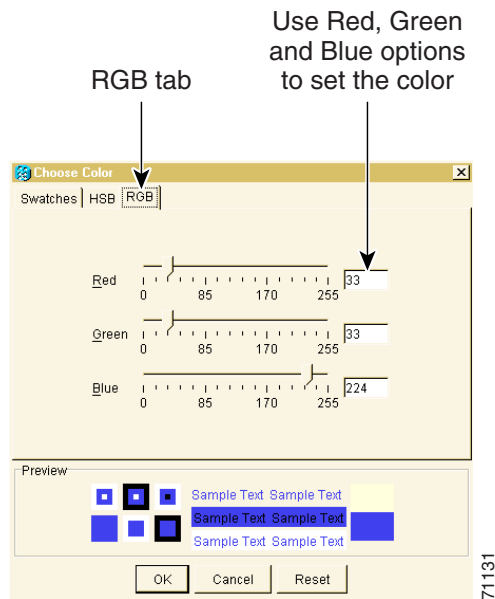 Use Red, Green
and Blue options
RGB tab to set the color
Choose Color
Swatches HSB RGB
Red 33
0 85 170 255
Green 33
0 85 170 255
Blue 224
0 85 170 255
Preview
Sample Text Sample Text
Sample Text Sample Text
Sample Text Sample Text
OK Cancel Reset
71131